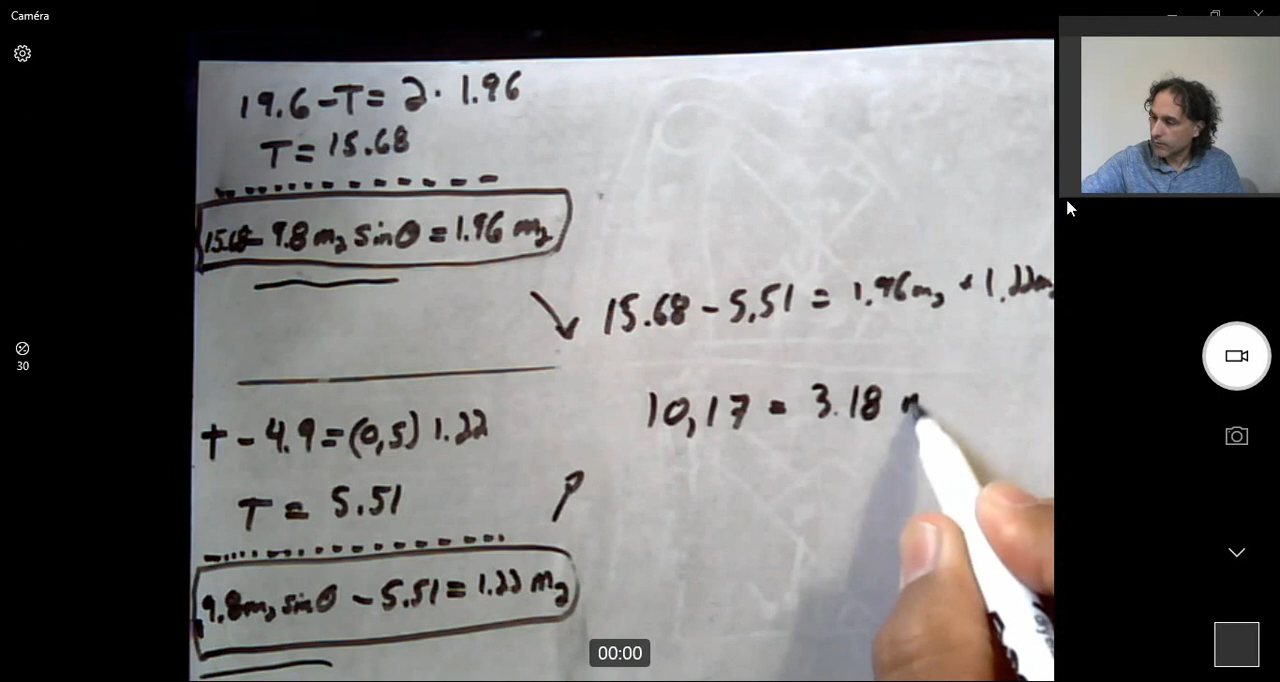 Caméra
19.6 - T = 2 · 1.96
T = 15.68
15.68 - 9.8 m₂ sin θ = 1.96 m₂
15.68 - 5,51 = 1.96 m₂ + 1.22 m
10,17 = 3.18
30
T - 4.9 = (0,5) 1.22
T = 5.51
9.8 m₂ sin θ - 5.51 = 1.22 m₂
00:00